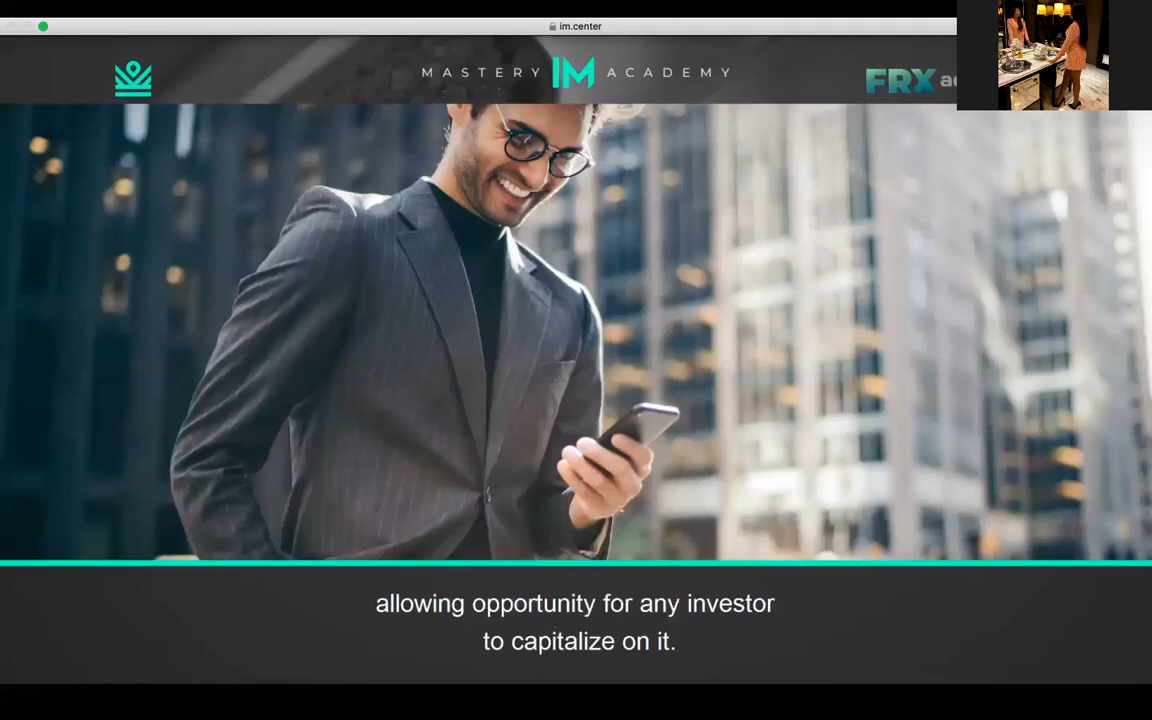 im.center
MASTERY IM ACADEMY
FRX
allowing opportunity for any investor
to capitalize on it.